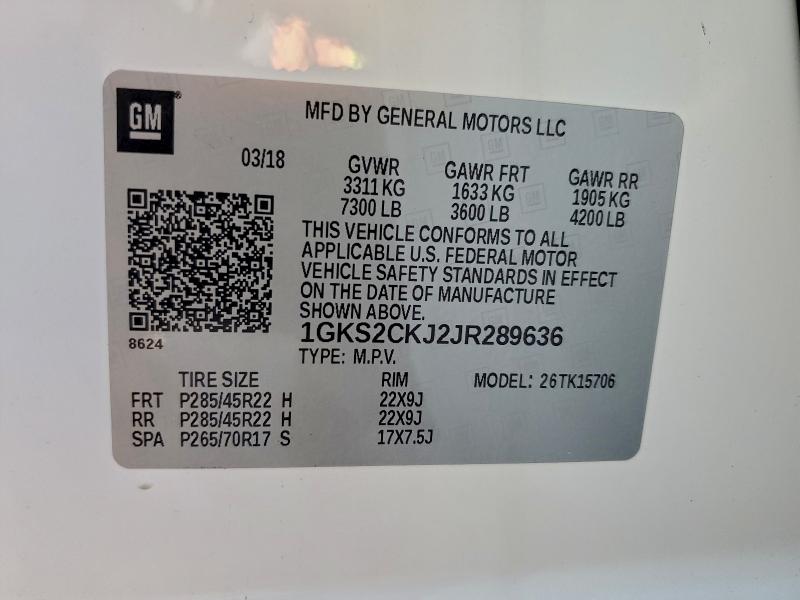 GM ®
MFD BY GENERAL MOTORS LLC
03/18 GVWR GAWR FRT GAWR RR
3311 KG 1633 KG 1905 KG
7300 LB 3600 LB 4200 LB
THIS VEHICLE CONFORMS TO ALL
APPLICABLE U.S. FEDERAL MOTOR
VEHICLE SAFETY STANDARDS IN EFFECT
ON THE DATE OF MANUFACTURE
SHOWN ABOVE.
8624
1GKS2CKJ2JR289636
TYPE: M.P.V.
TIRE SIZE RIM MODEL: 26TK15706
FRT P285/45R22 H 22X9J
RR P285/45R22 H 22X9J
SPA P265/70R17 S 17X7.5J